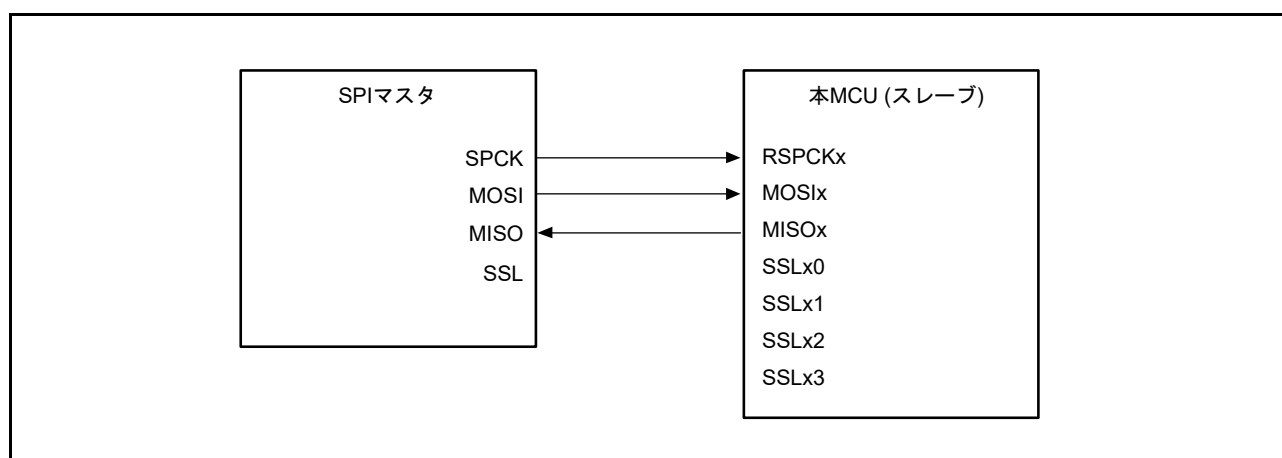 SPIマスタ
SPCK
MOSI
MISO
SSL
本MCU (スレーブ)
RSPCKx
MOSIx
MISOx
SSLx0
SSLx1
SSLx2
SSLx3